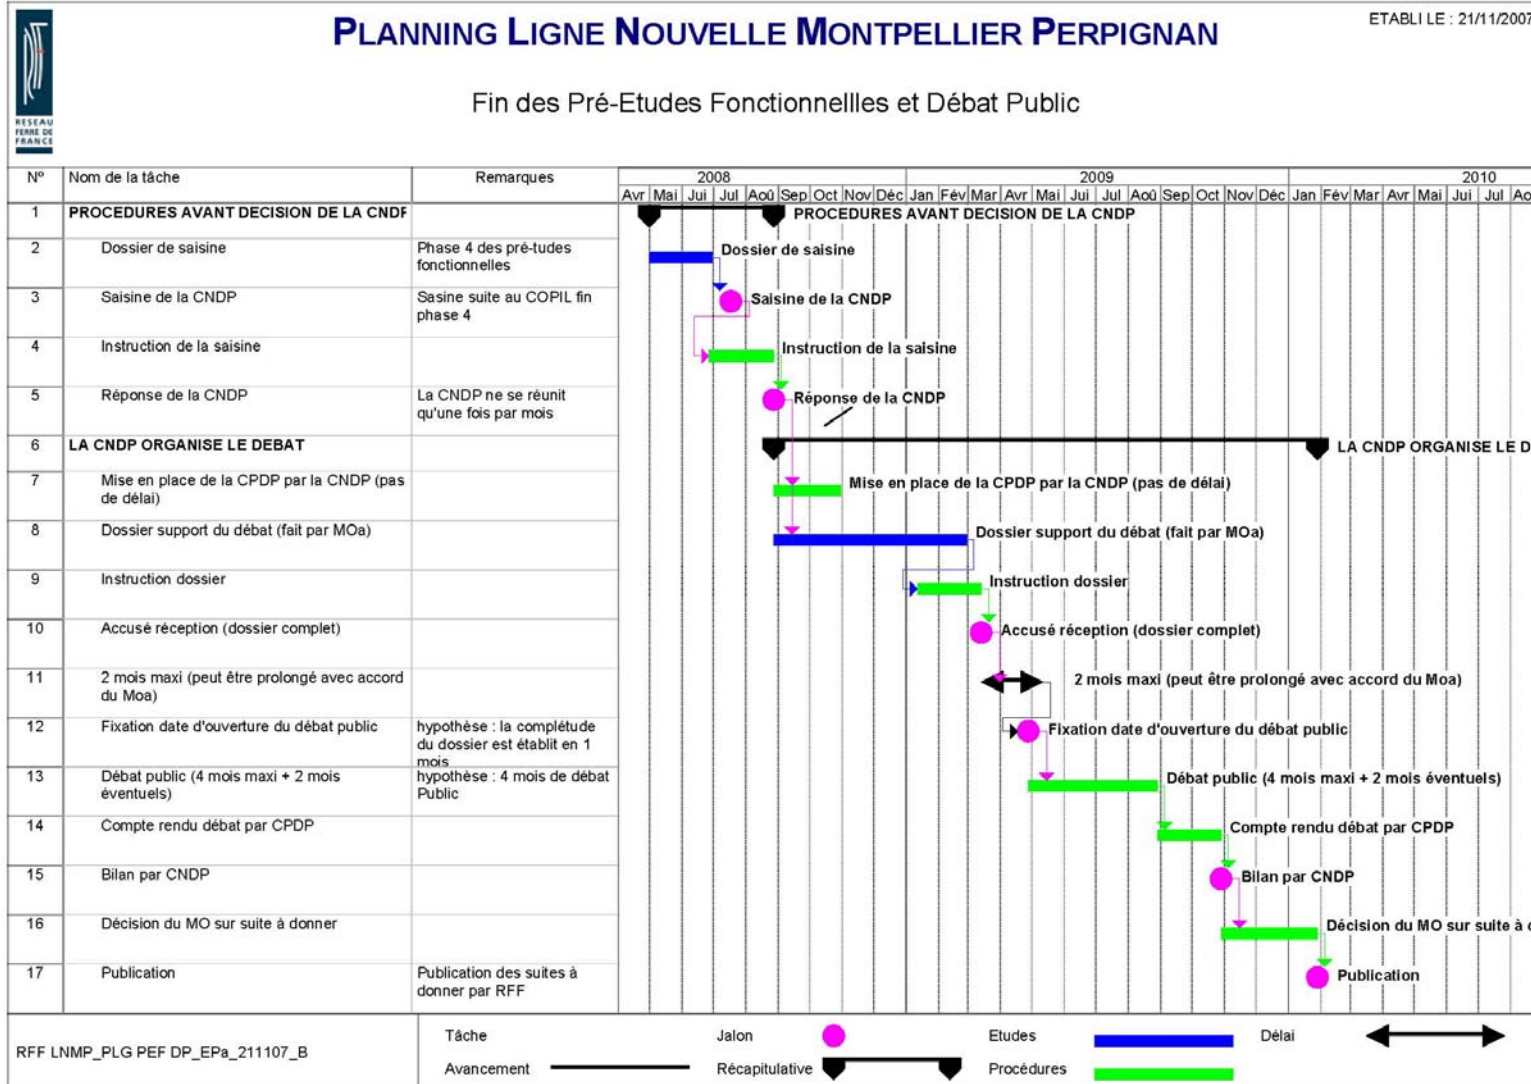 PLANNING LIGNE NOUVELLE MONTPELLIER PERPIGNAN
ETABLI LE : 21/11/2007
Fin des Pré-Etudes Fonctionnellles et Débat Public
RESEAU
FERRÉ DE
FRANCE
N° Nom de la tâche Remarques 2008 2009 2010
Avr Mai Jui Jul Aoû Sep Oct Nov Déc Jan Fév Mar Avr Mai Jui Jul Aoû Sep Oct Nov Déc Jan Fév Mar Avr Mai Jui Jul Ao
1 PROCEDURES AVANT DECISION DE LA CNDP PROCEDURES AVANT DECISION DE LA CNDP
2 Dossier de saisine Phase 4 des pré-tudes Dossier de saisine
fonctionnelles
3 Saisine de la CNDP Sasine suite au COPIL fin Saisine de la CNDP
phase 4
4 Instruction de la saisine Instruction de la saisine
5 Réponse de la CNDP La CNDP ne se réunit Réponse de la CNDP
qu'une fois par mois
6 LA CNDP ORGANISE LE DEBAT LA CNDP ORGANISE LE D
7 Mise en place de la CPDP par la CNDP (pas Mise en place de la CPDP par la CNDP (pas de délai)
de délai)
8 Dossier support du débat (fait par MOa) Dossier support du débat (fait par MOa)
9 Instruction dossier Instruction dossier
10 Accusé réception (dossier complet) Accusé réception (dossier complet)
11 2 mois maxi (peut être prolongé avec accord 2 mois maxi (peut être prolongé avec accord du Moa)
du Moa)
12 Fixation date d'ouverture du débat public hypothèse : la complétude Fixation date d'ouverture du débat public
du dossier est établit en 1
mois
13 Débat public (4 mois maxi + 2 mois hypothèse : 4 mois de débat Débat public (4 mois maxi + 2 mois éventuels)
éventuels) Public
14 Compte rendu débat par CPDP Compte rendu débat par CPDP
15 Bilan par CNDP Bilan par CNDP
16 Décision du MO sur suite à donner Décision du MO sur suite à d
17 Publication Publication des suites à Publication
donner par RFF
RFF LNMP_PLG PEF DP_EPa_211107_B
Tâche Jalon Etudes Délai
Avancement Récapitulative Procédures